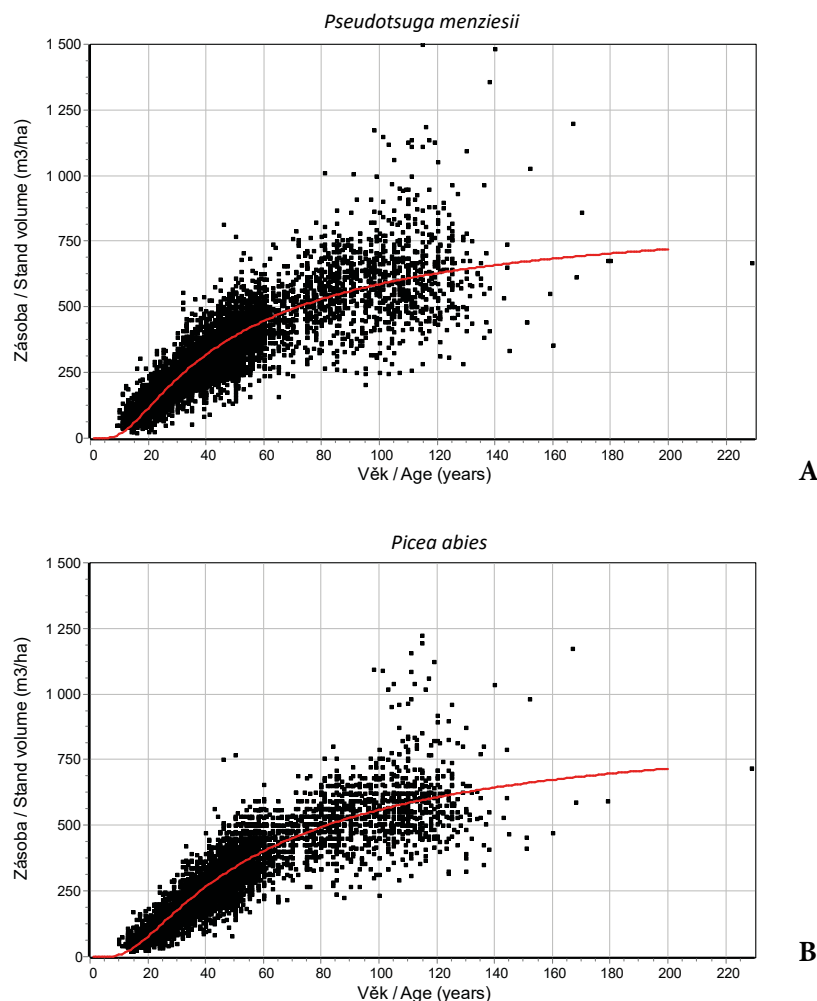 Pseudotsuga menziesii
1 500
1 250
1 000
750
500
250
0
Zásoba / Stand volume (m3/ha)
0 20 40 60 80 100 120 140 160 180 200 220
Věk / Age (years)
A
Picea abies
1 500
1 250
1 000
750
500
250
0
Zásoba / Stand volume (m3/ha)
0 20 40 60 80 100 120 140 160 180 200 220
Věk / Age (years)
B